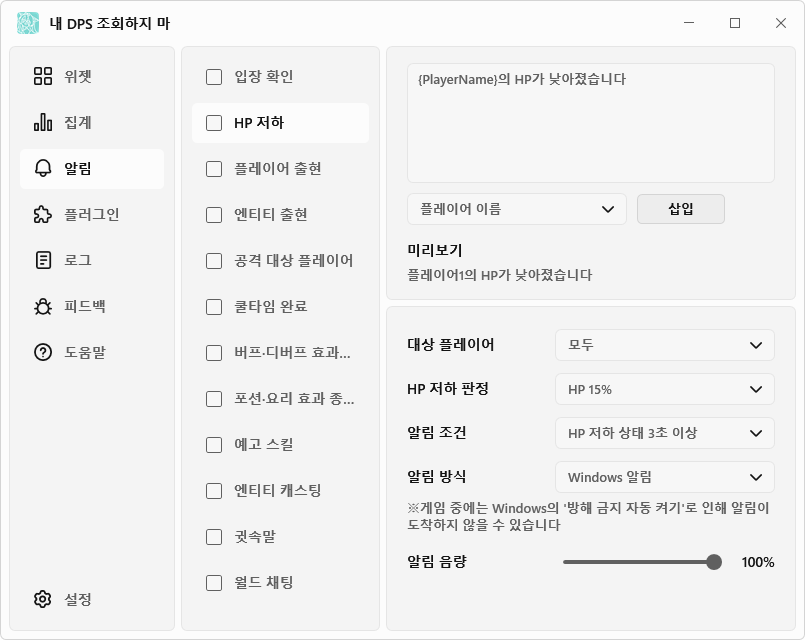 내 DPS 조회하지 마
위젯
집계
알림
플러그인
로그
피드백
도움말
설정
입장 확인
HP 저하
플레이어 출현
엔티티 출현
공격 대상 플레이어
쿨타임 완료
버프·디버프 효과...
포션·요리 효과 종...
예고 스킬
엔티티 캐스팅
귓속말
월드 채팅
{PlayerName}의 HP가 낮아졌습니다
플레이어 이름
삽입
미리보기
플레이어1의 HP가 낮아졌습니다
대상 플레이어
모두
HP 저하 판정
HP 15%
알림 조건
HP 저하 상태 3초 이상
알림 방식
Windows 알림
※게임 중에는 Windows의 '방해 금지 자동 켜기'로 인해 알림이
도착하지 않을 수 있습니다
알림 음량
100%